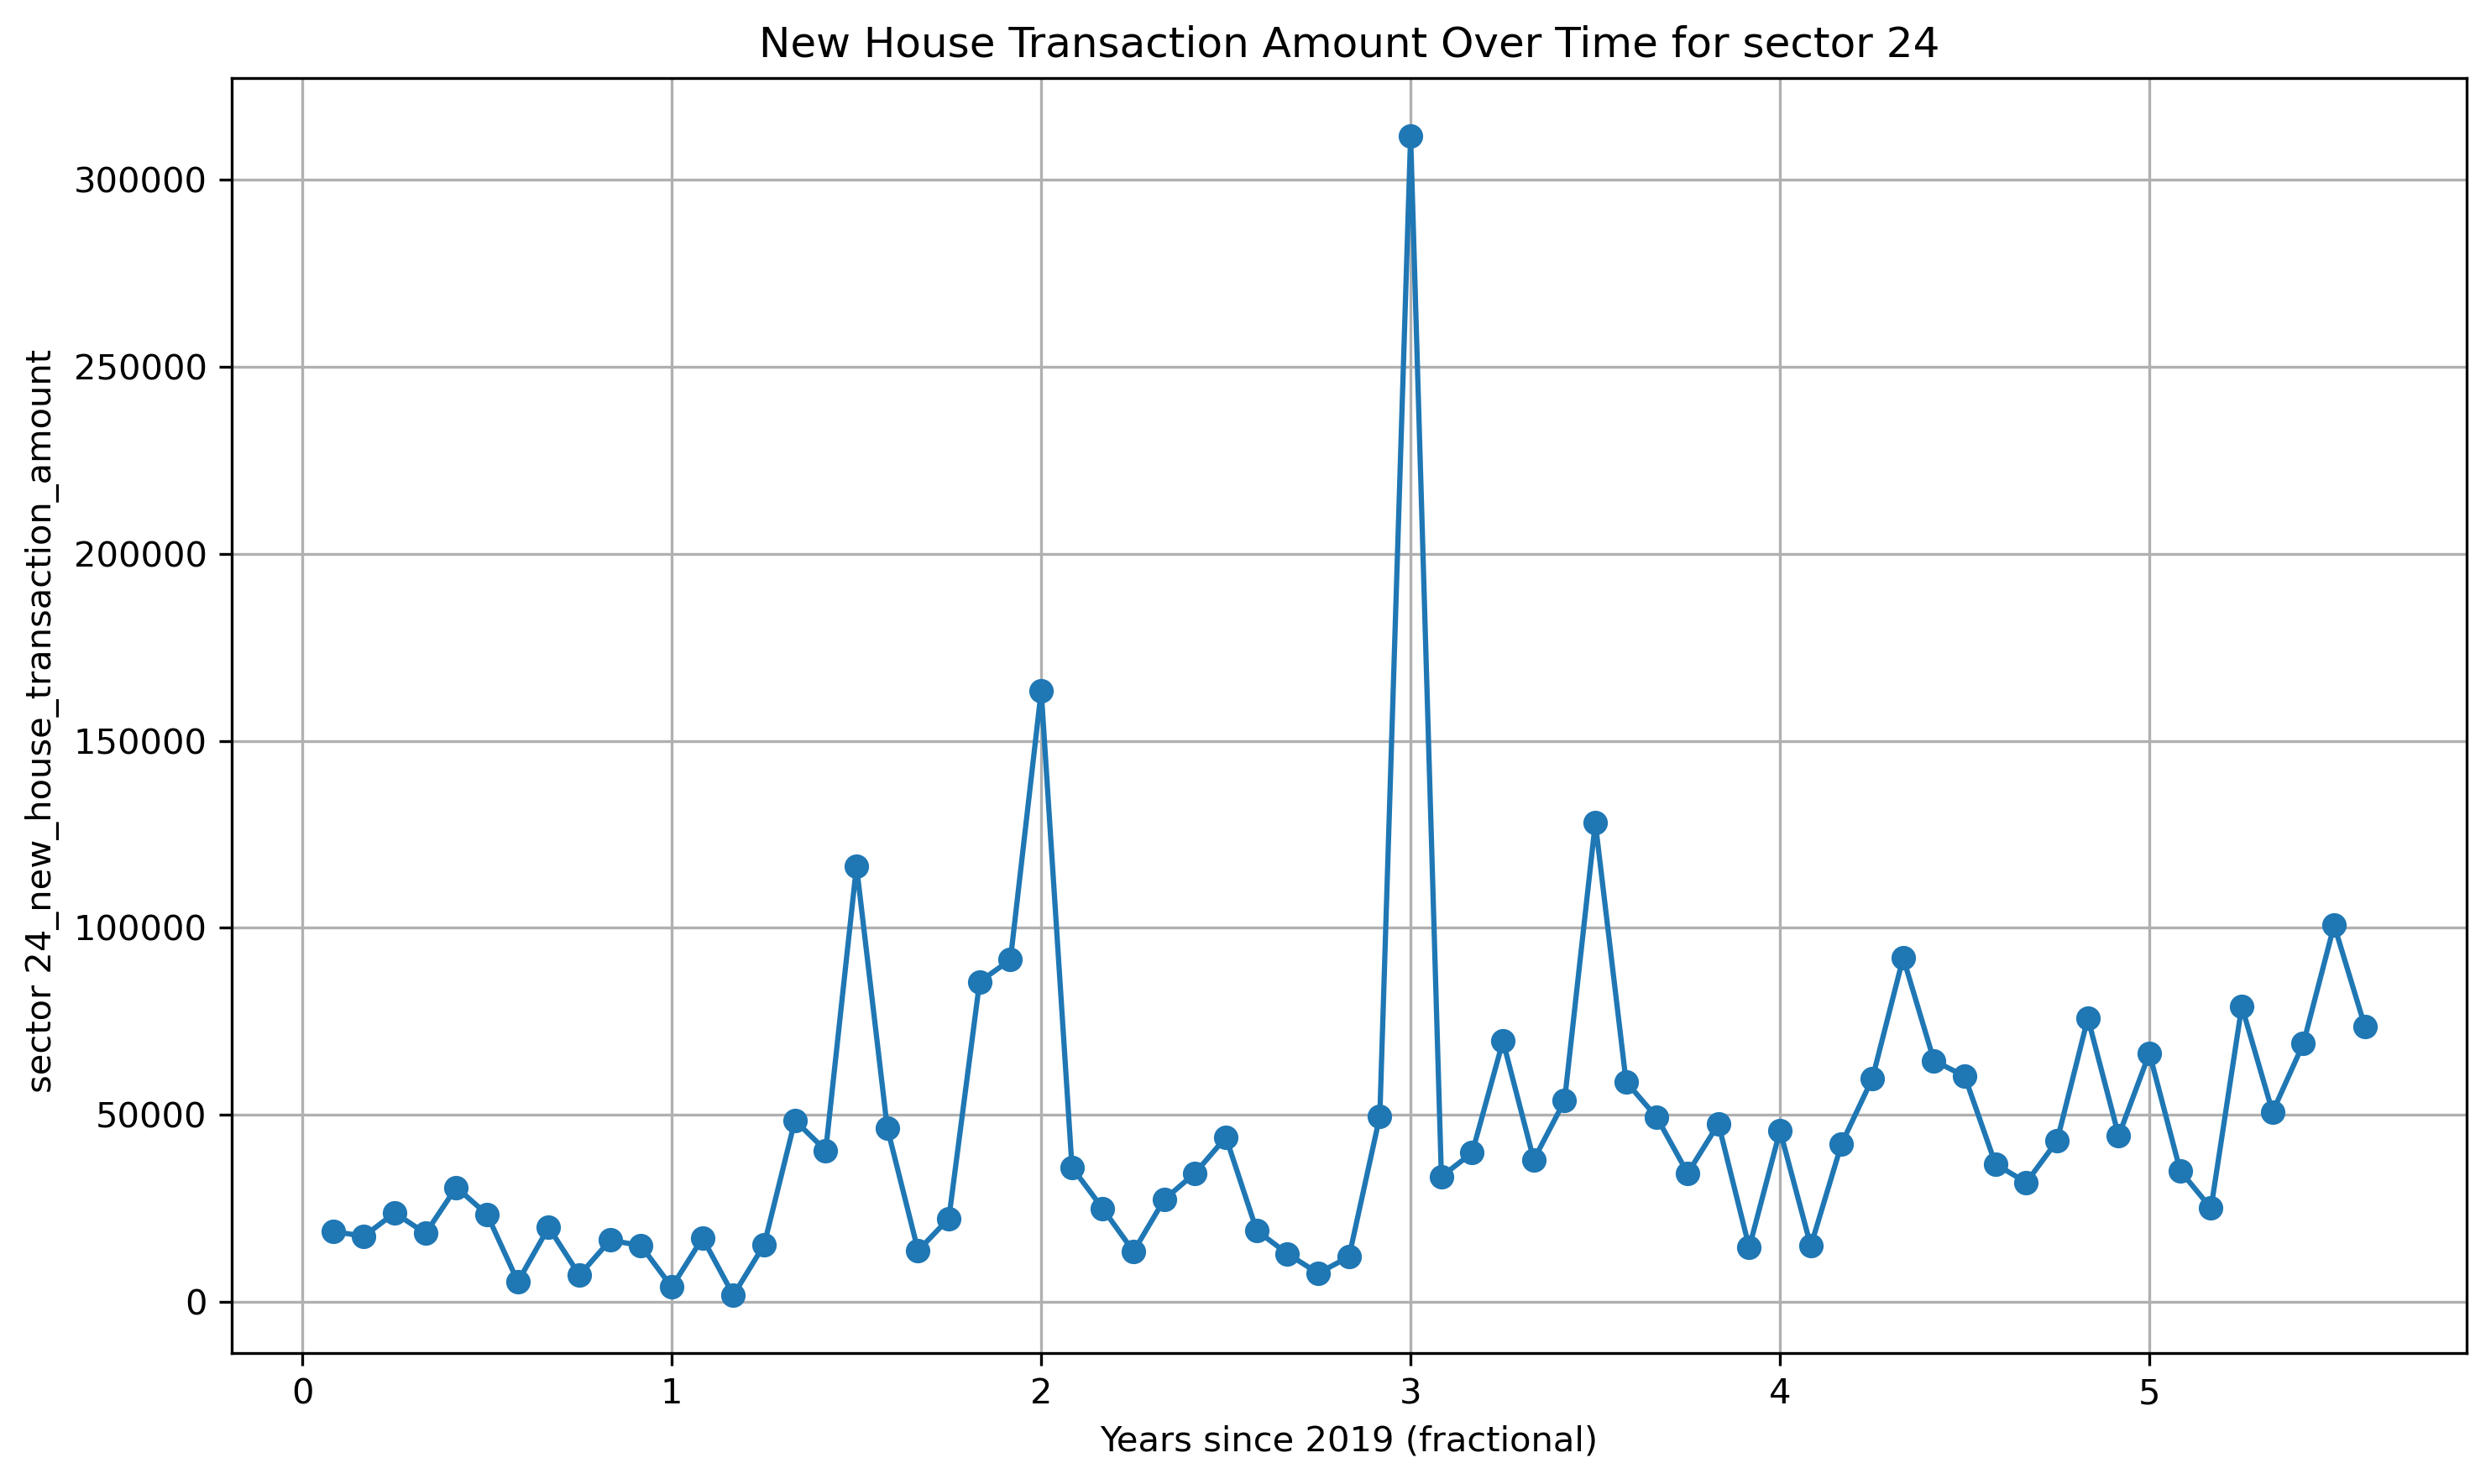 New House Transaction Amount Over Time for sector 24
sector 24_new_house_transaction_amount
300000
250000
200000
150000
100000
50000
0
0 1 2 3 4 5
Years since 2019 (fractional)